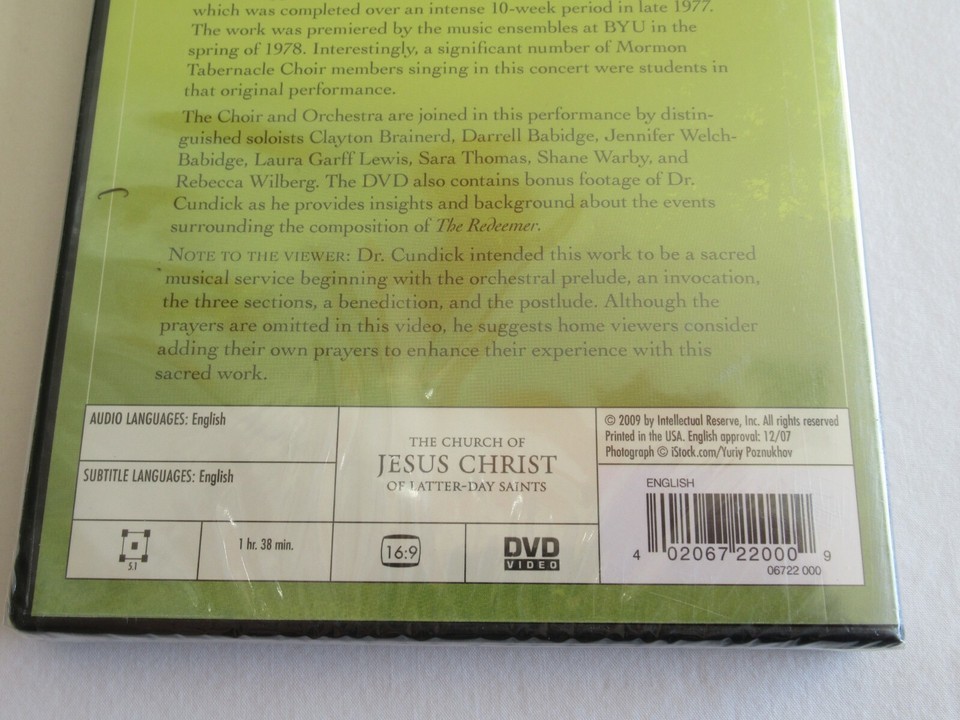 which was completed over an intense 10-week period in late 1977.
The work was premiered by the music ensembles at BYU in the
spring of 1978. Interestingly, a significant number of Mormon
Tabernacle Choir members singing in this concert were students in
that original performance.
The Choir and Orchestra are joined in this performance by distin-
guished soloists Clayton Brainerd, Darrell Babidge, Jennifer Welch-
Babidge, Laura Garff Lewis, Sara Thomas, Shane Warby, and
Rebecca Wilberg. The DVD also contains bonus footage of Dr.
Cundick as he provides insights and background about the events
surrounding the composition of The Redeemer.
NOTE TO THE VIEWER: Dr. Cundick intended this work to be a sacred
musical service beginning with the orchestral prelude, an invocation,
the three sections, a benediction, and the postlude. Although the
prayers are omitted in this video, he suggests home viewers consider
adding their own prayers to enhance their experience with this
sacred work.
AUDIO LANGUAGES: English
SUBTITLE LANGUAGES: English
5.1
1 hr. 38 min.
THE CHURCH OF
JESUS CHRIST
OF LATTER-DAY SAINTS
16:9
DVD
VIDEO
© 2009 by Intellectual Reserve, Inc. All rights reserved
Printed in the USA. English approval: 12/07
Photograph © iStock.com/Yuriy Poznukhov
ENGLISH
4 02067 22000 9
06722 000